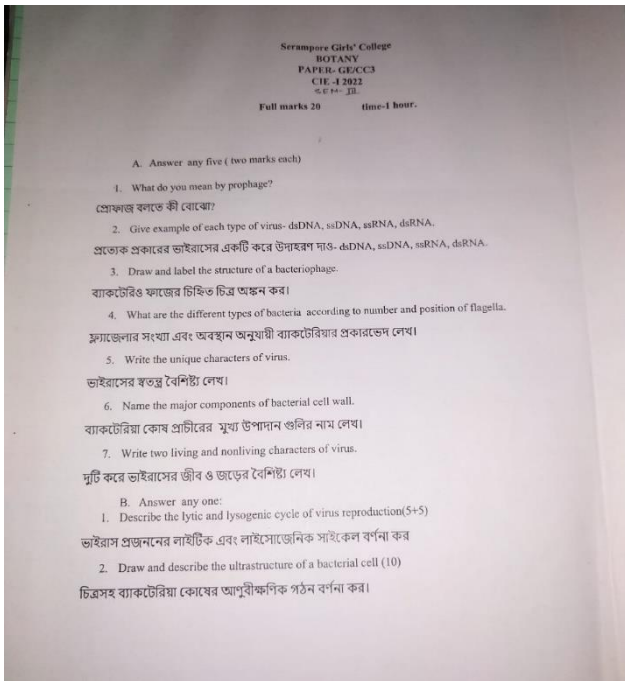 Serampore Girls' College
BOTANY
PAPER- GE/CC3
CIE -I 2022
SEM- III.
Full marks 20 time-1 hour.
A. Answer any five ( two marks each)
1. What do you mean by prophage?
প্রোফাজ বলতে কী বোঝো?
2. Give example of each type of virus- dsDNA, ssDNA, ssRNA, dsRNA.
প্রত্যেক প্রকারের ভাইরাসের একটি করে উদাহরণ দাও- dsDNA, ssDNA, ssRNA, dsRNA.
3. Draw and label the structure of a bacteriophage.
ব্যাকটেরিও ফাজের চিহ্নিত চিত্র অঙ্কন কর।
4. What are the different types of bacteria according to number and position of flagella.
ফ্ল্যাজেলার সংখ্যা এবং অবস্থান অনুযায়ী ব্যাকটেরিয়ার প্রকারভেদ লেখ।
5. Write the unique characters of virus.
ভাইরাসের স্বতন্ত্র বৈশিষ্ট্য লেখ।
6. Name the major components of bacterial cell wall.
ব্যাকটেরিয়া কোষ প্রাচীরের মুখ্য উপাদান গুলির নাম লেখ।
7. Write two living and nonliving characters of virus.
দুটি করে ভাইরাসের জীব ও জড়ের বৈশিষ্ট্য লেখ।
B. Answer any one:
1. Describe the lytic and lysogenic cycle of virus reproduction(5+5)
ভাইরাস প্রজননের লাইটিক এবং লাইসোজেনিক সাইকেল বর্ণনা কর
2. Draw and describe the ultrastructure of a bacterial cell (10)
চিত্রসহ ব্যাকটেরিয়া কোষের আণুবীক্ষণিক গঠন বর্ণনা কর।